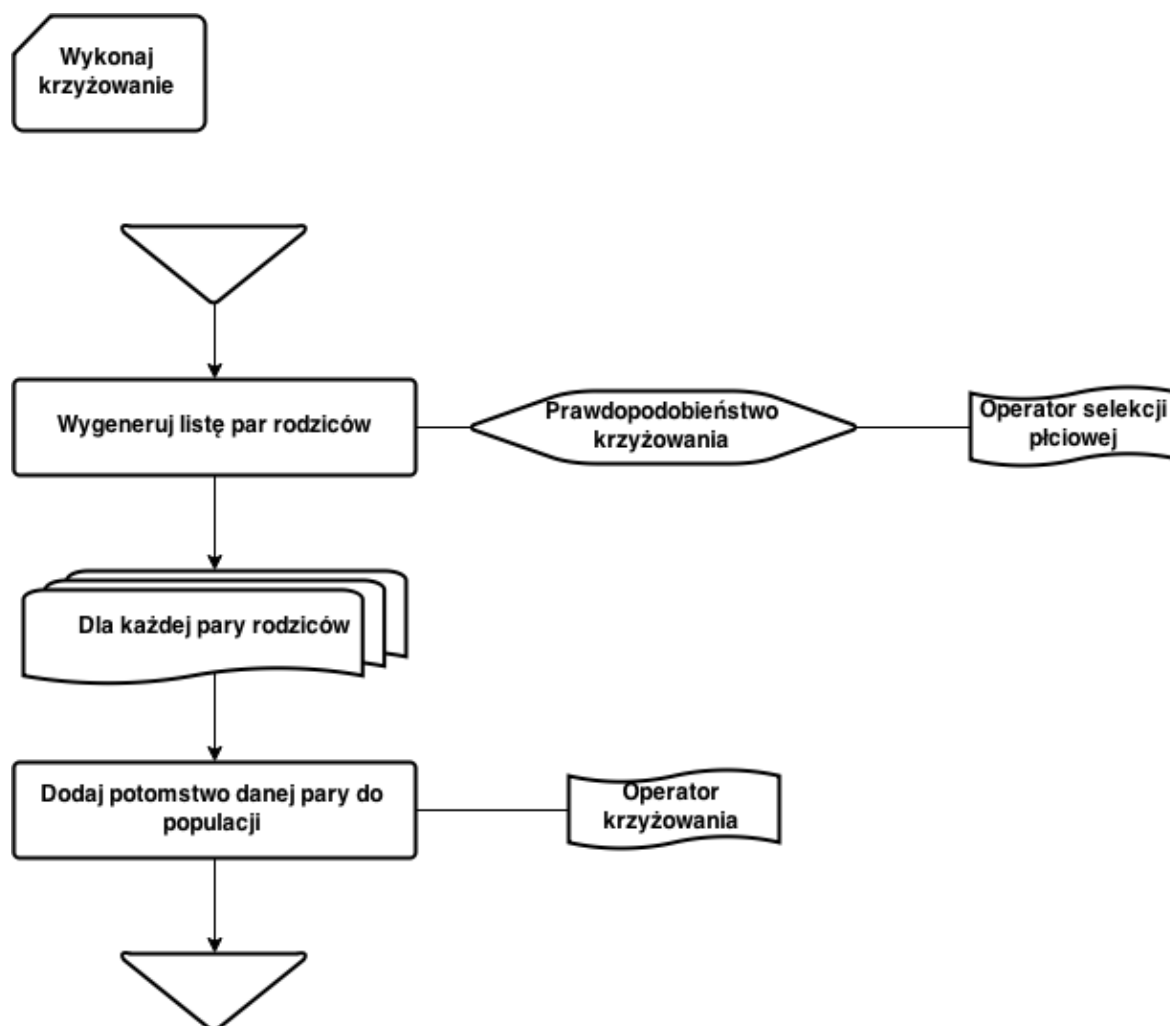 Wykonaj
krzyżowanie
Wygeneruj listę par rodziców
Prawdopodobieństwo
krzyżowania
Operator selekcji
płciowej
Dla każdej pary rodziców
Dodaj potomstwo danej pary do
populacji
Operator
krzyżowania